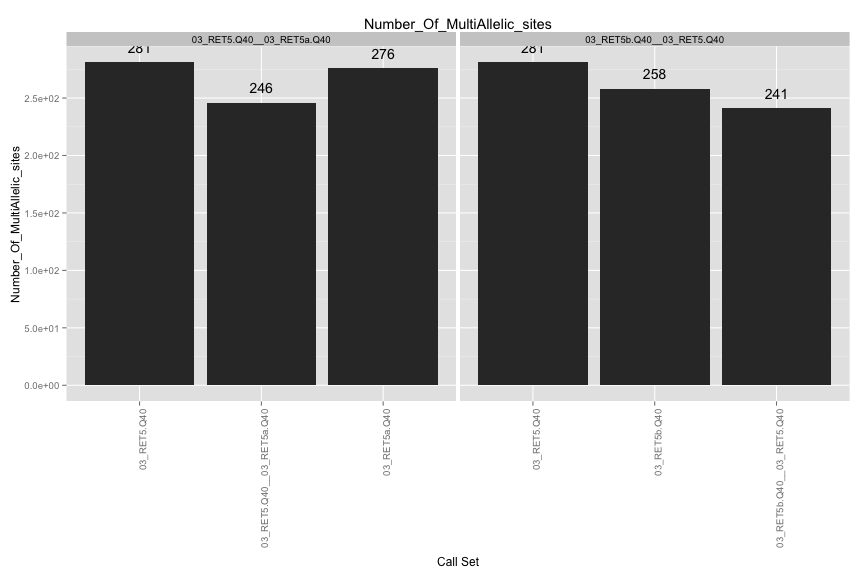 Number_Of_MultiAllelic_sites
03_RET5.Q40__03_RET5a.Q40
03_RET5b.Q40__03_RET5.Q40
281
246
276
281
258
241
2.5e+02
2.0e+02
1.5e+02
1.0e+02
5.0e+01
0.0e+00
Number_Of_MultiAllelic_sites
03_RET5.Q40
03_RET5.Q40__03_RET5a.Q40
03_RET5a.Q40
03_RET5.Q40
03_RET5b.Q40
03_RET5b.Q40__03_RET5.Q40
Call Set